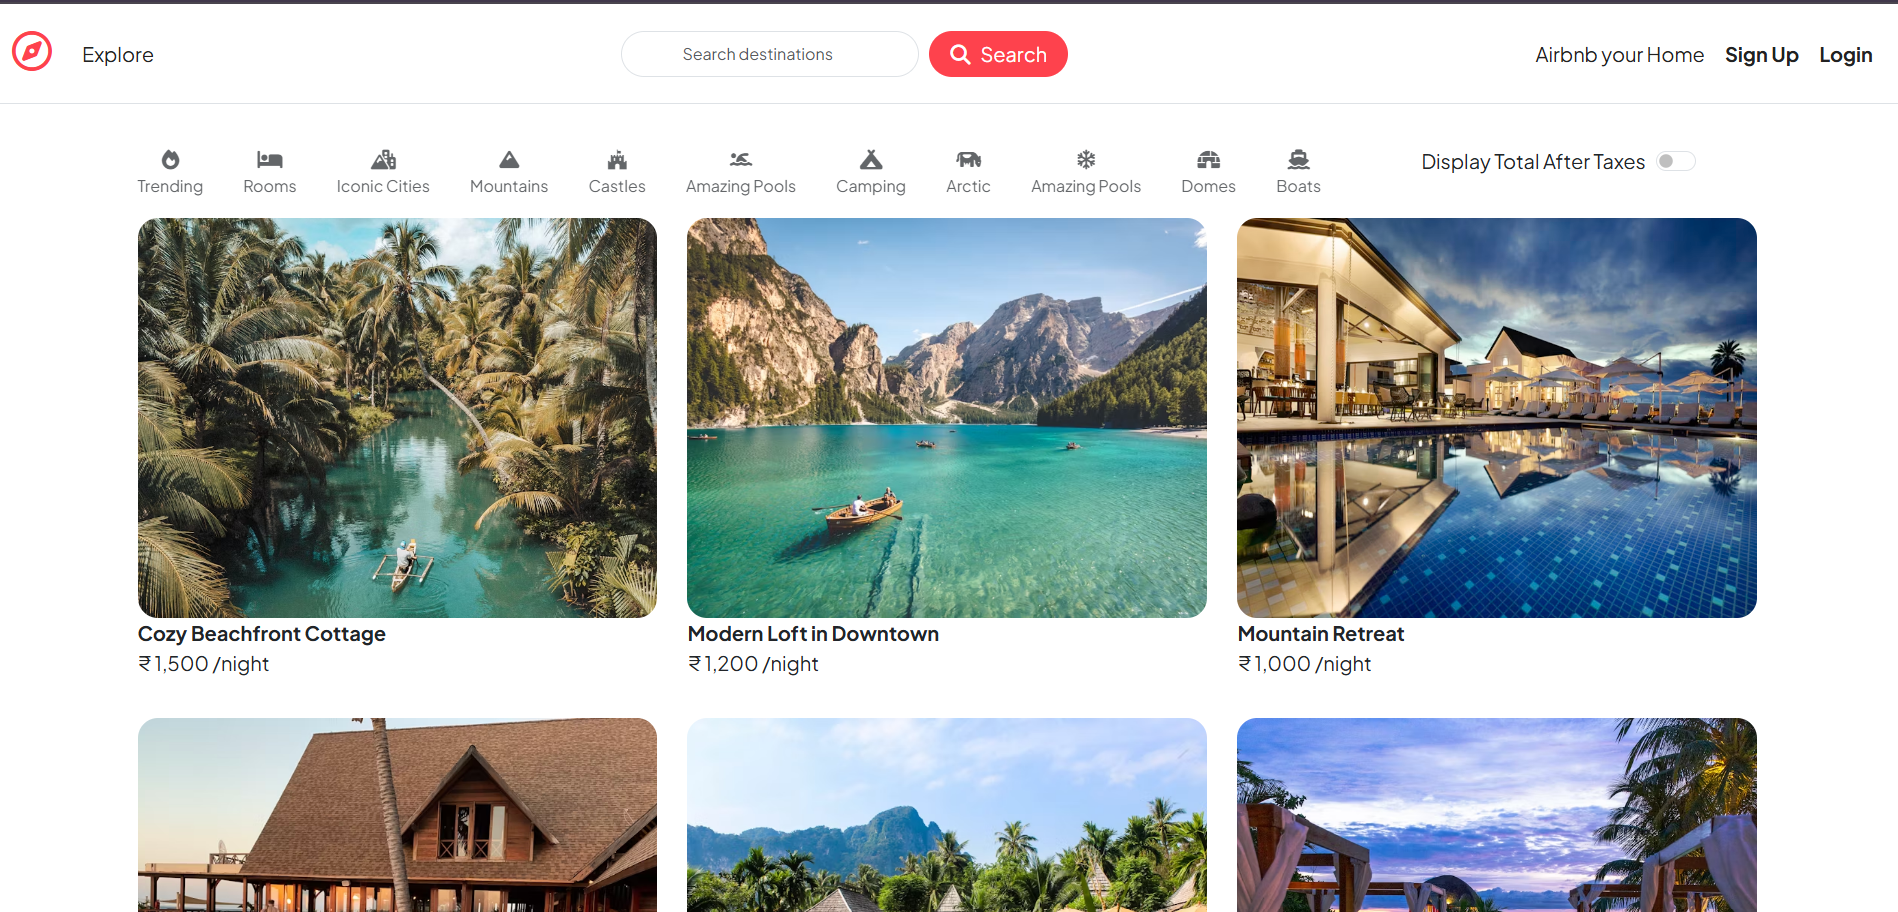 Explore
Search destinations
Search
Airbnb your Home
Sign Up
Login
Trending
Rooms
Iconic Cities
Mountains
Castles
Amazing Pools
Camping
Arctic
Amazing Pools
Domes
Boats
Display Total After Taxes
Cozy Beachfront Cottage
₹1,500 /night
Modern Loft in Downtown
₹1,200 /night
Mountain Retreat
₹1,000 /night